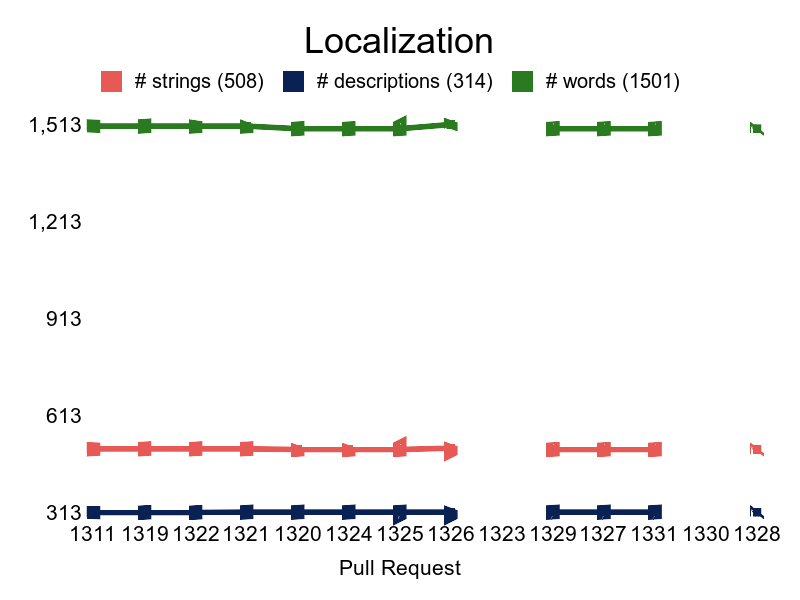 Localization
# strings (508) # descriptions (314) # words (1501)
1,513
1,213
913
613
313
1311 1319 1322 1321 1320 1324 1325 1326 1323 1329 1327 1331 1330 1328
Pull Request